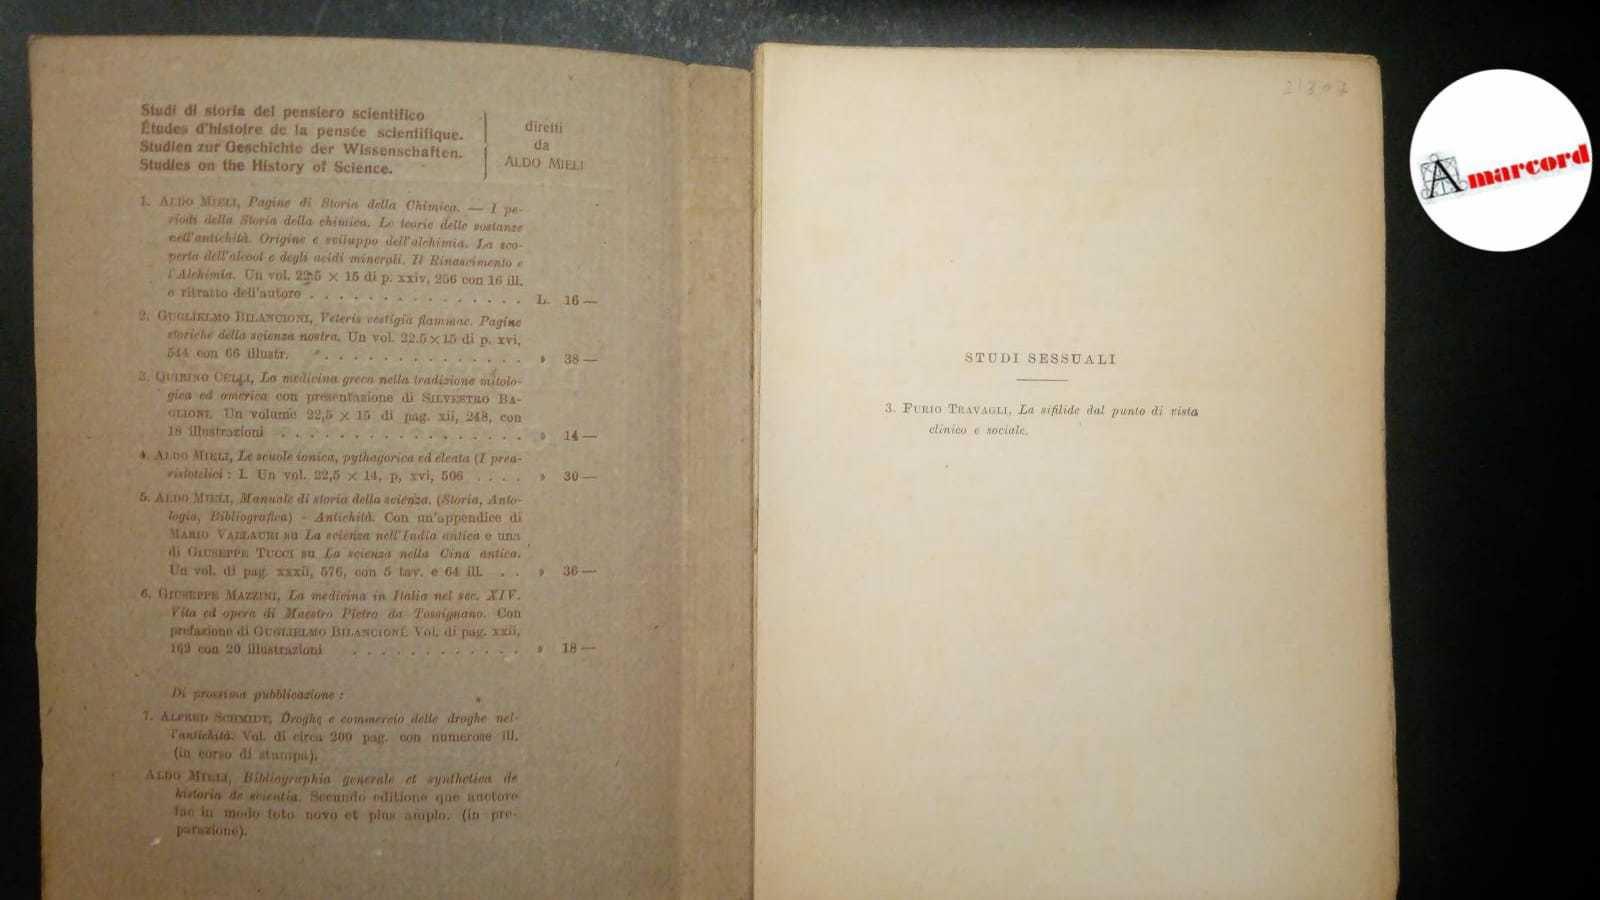 Studi di storia del pensiero scientifico
Études d'histoire de la pensée scientifique.
Studien zur Geschichte der Wissenschaften.
Studies on the History of Science.
diretti
da
ALDO MIELI
1. ALDO MIELI, Pagine di Storia della Chimica. — I pe-
riodi della Storia della chimica. Le teorie delle sostanze
nell'antichità. Origine e sviluppo dell'alchimia. La sco-
perta dell'alcool e degli acidi minerali. Il Rinascimento e
l'Alchimia. Un vol. 22.5 × 15 di p. xxiv, 256 con 16 ill.
e ritratto dell'autore . . . . . . . . . . . . . . . L. 16 —
2. GUGLIELMO BILANCIONI, Veteris vestigia flammae. Pagine
storiche della scienza nostra. Un vol. 22.5 × 15 di p. xvi,
544 con 66 illustr. . . . . . . . . . . . . . . » 38 —
3. QUIRINO CELLI, La medicina greca nella tradizione mitolo-
gica ed omerica con presentazione di SILVESTRO BA-
GLIONI. Un volume 22,5 × 15 di pag. xii, 248, con
18 illustrazioni . . . . . . . . . . . . . . . . . » 14 —
4. ALDO MIELI, Le scuole ionica, pythagorica ed eleata (I prea-
ristotelici : I. Un vol. 22,5 × 14, p, xvi, 506 . . . . » 30 —
5. ALDO MIELI, Manuale di storia della scienza. (Storia, Anto-
logia, Bibliografica) - Antichità. Con un'appendice di
MARIO VALLAURI su La scienza nell'India antica e una
di GIUSEPPE TUCCI su La scienza nella Cina antica.
Un vol. di pag. xxxii, 576, con 5 tav. e 64 ill. . . » 36 —
6. GIUSEPPE MAZZINI, La medicina in Italia nel sec. XIV.
Vita ed opera di Maestro Pietro da Tossignano. Con
prefazione di GUGLIELMO BILANCIONI. Vol. di pag. xxii,
162 con 20 illustrazioni . . . . . . . . . . . . » 18 —
Di prossima pubblicazione :
7. ALFRED SCHMIDT, Droghe e commercio delle droghe nel-
l'antichità. Vol. di circa 200 pag. con numerose ill.
(in corso di stampa).
ALDO MIELI, Bibliographia generale et synthetica de
historia de scientia. Secundo editione que auctore
fac in modo toto novo et plus amplo. (in pre-
parazione).
STUDI SESSUALI
3. FURIO TRAVAGLI, La sifilide dal punto di vista
clinico e sociale.
Amarcord